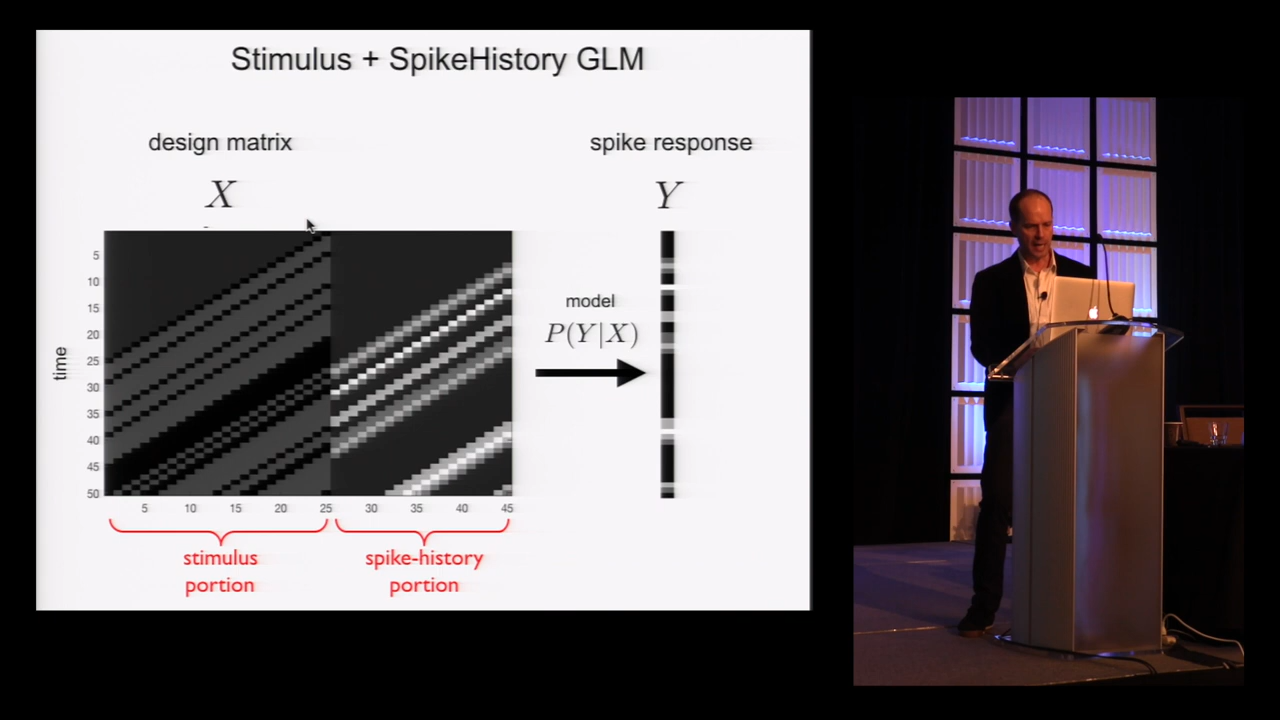 Stimulus + SpikeHistory GLM
design matrix
X
spike response
Y
5
10
15
20
25
30
35
40
45
50
time
5
10
15
20
25
30
35
40
45
model
P(Y|X)
stimulus
portion
spike-history
portion